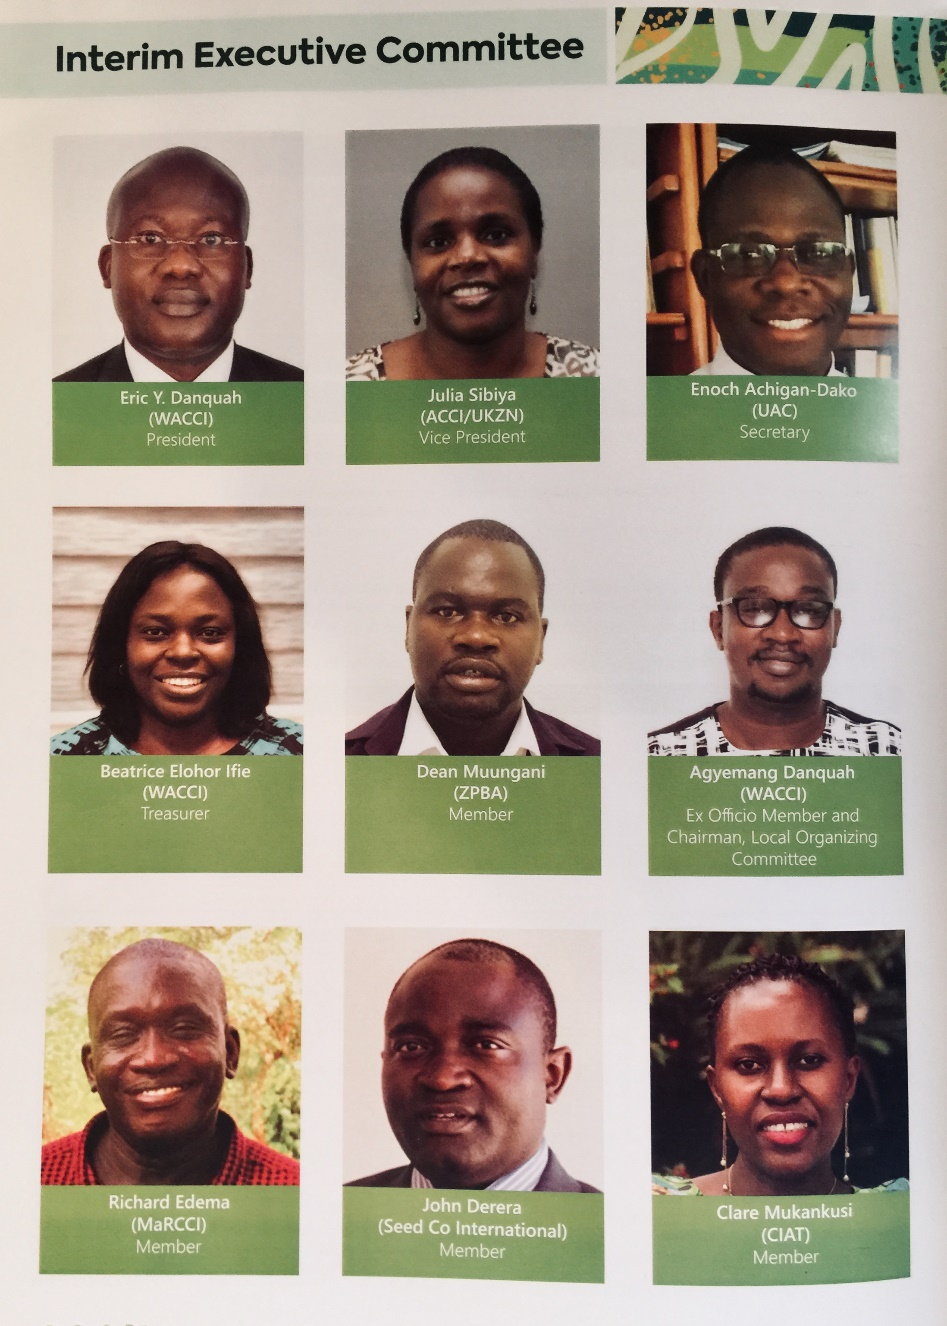 Interim Executive Committee
Eric Y. Danquah
(WACCI)
President
Julia Sibiya
(ACCI/UKZN)
Vice President
Enoch Achigan-Dako
(UAC)
Secretary
Beatrice Elohor Ifie
(WACCI)
Treasurer
Dean Muungani
(ZPBA)
Member
Agyemang Danquah
(WACCI)
Ex Officio Member and
Chairman, Local Organizing
Committee
Richard Edema
(MaRCCI)
Member
John Derera
(Seed Co International)
Member
Clare Mukankusi
(CIAT)
Member